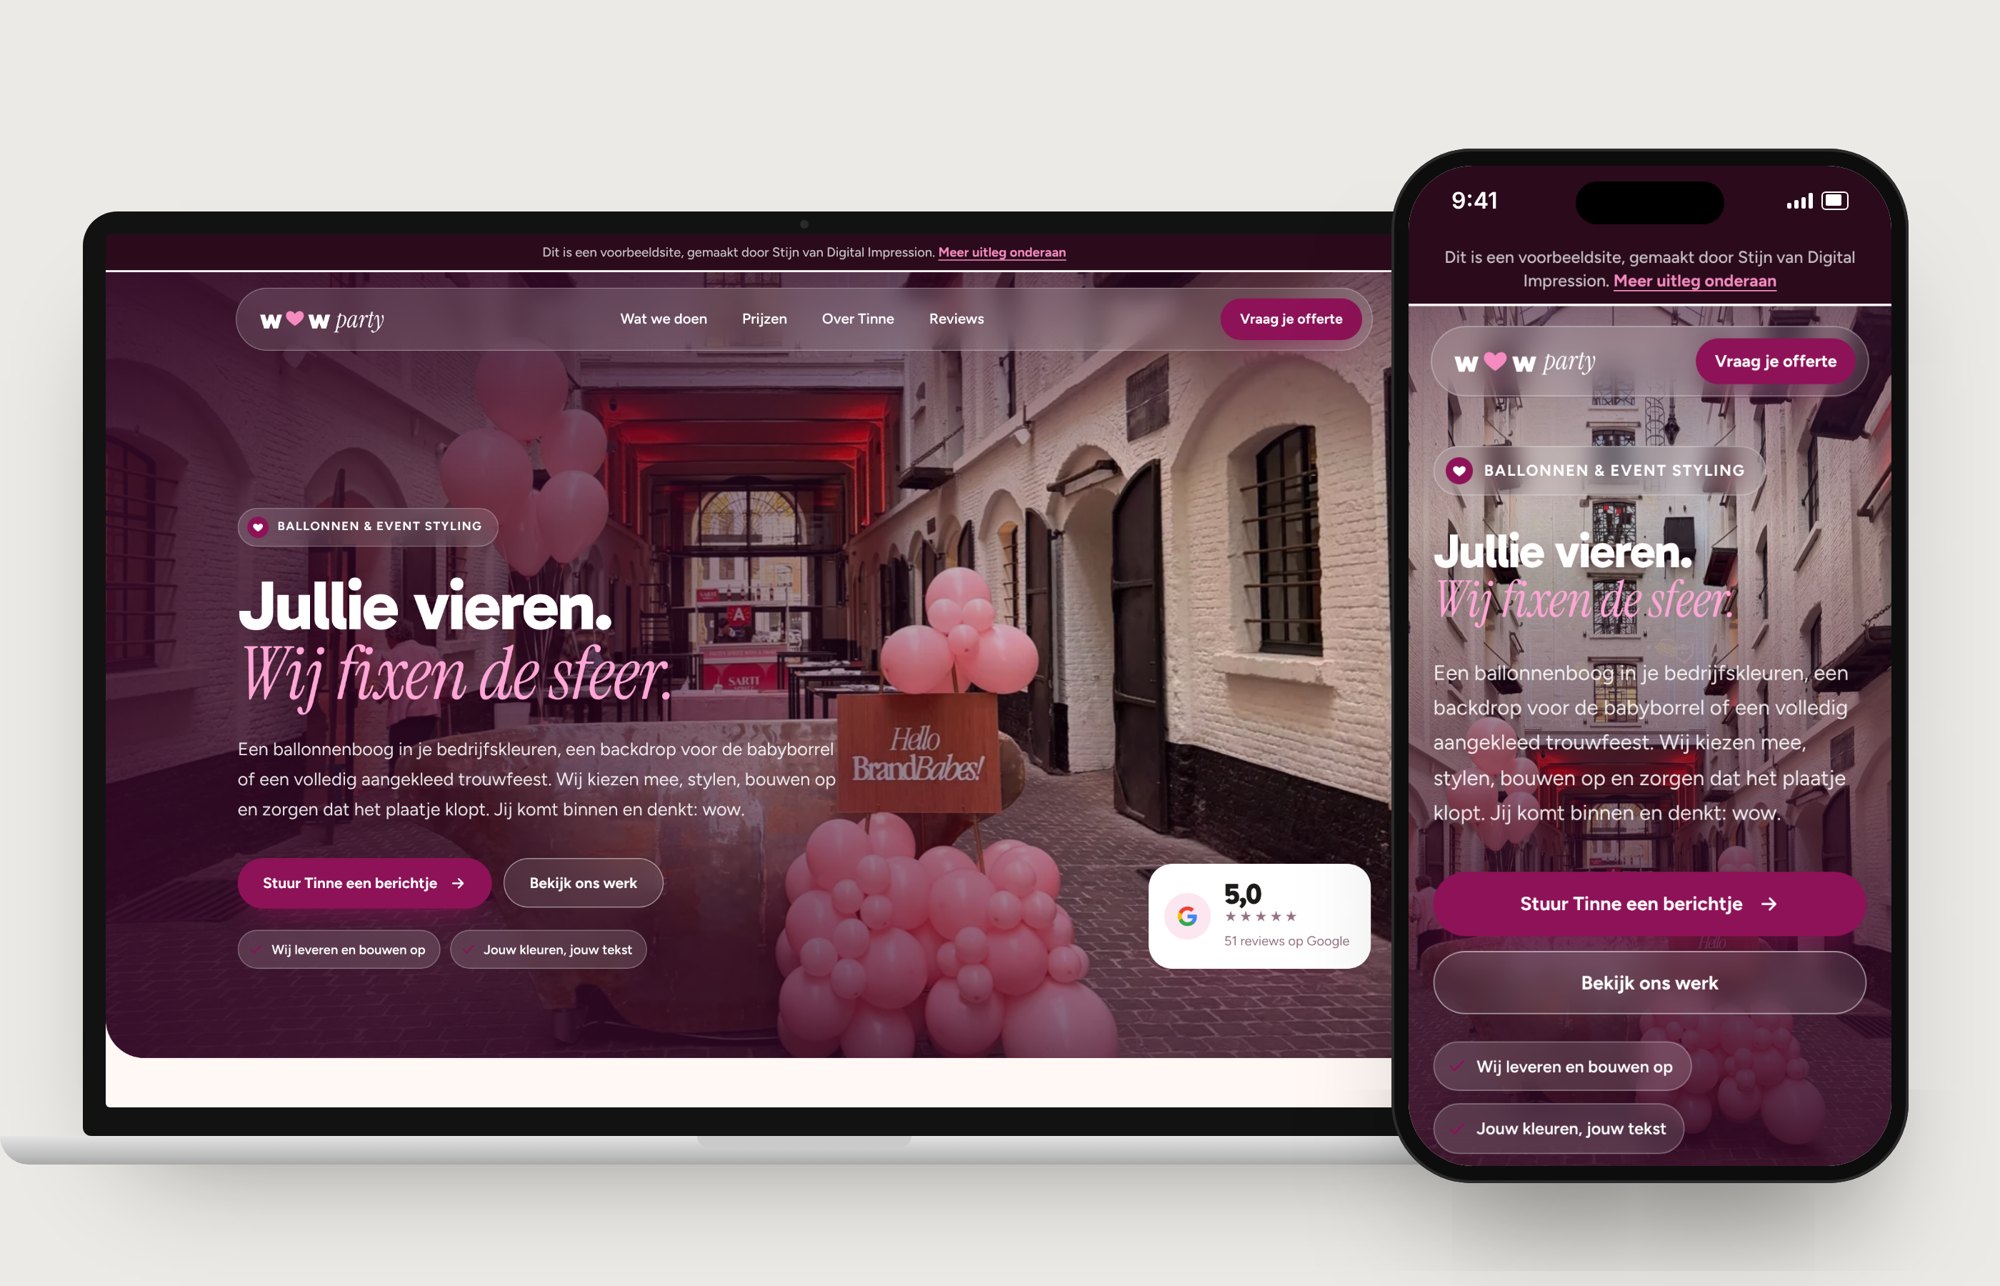 Dit is een voorbeeldsite, gemaakt door Stijn van Digital Impression. Meer uitleg onderaan
w♥w party
Wat we doen
Prijzen
Over Tinne
Reviews
Vraag je offerte
BALLONNEN & EVENT STYLING
Jullie vieren.
Wij fixen de sfeer.
Een ballonnenboog in je bedrijfskleuren, een backdrop voor de babyborrel
of een volledig aangekleed trouwfeest. Wij kiezen mee, stylen, bouwen op
en zorgen dat het plaatje klopt. Jij komt binnen en denkt: wow.
Stuur Tinne een berichtje →
Bekijk ons werk
Wij leveren en bouwen op
Jouw kleuren, jouw tekst
SARTI
A
Hello
BrandBabes!
G
5,0
★★★★★
51 reviews op Google
9:41
Dit is een voorbeeldsite, gemaakt door Stijn van Digital
Impression. Meer uitleg onderaan
w♥w party
Vraag je offerte
BALLONNEN & EVENT STYLING
Jullie vieren.
Wij fixen de sfeer.
Een ballonnenboog in je bedrijfskleuren, een
backdrop voor de babyborrel of een volledig
aangekleed trouwfeest. Wij kiezen mee,
stylen, bouwen op en zorgen dat het plaatje
klopt. Jij komt binnen en denkt: wow.
Stuur Tinne een berichtje →
Hello
Bekijk ons werk
Wij leveren en bouwen op
Jouw kleuren, jouw tekst